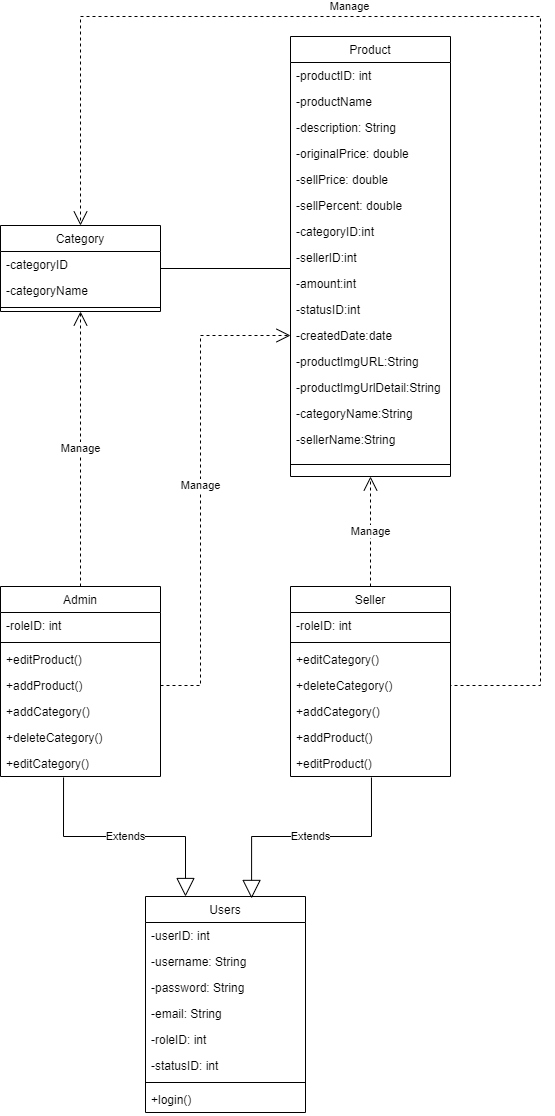 Manage
Product
-productID: int
-productName
-description: String
-originalPrice: double
-sellPrice: double
-sellPercent: double
-categoryID:int
-sellerID:int
-amount:int
-statusID:int
-createdDate:date
-productImgURL:String
-productImgUrlDetail:String
-categoryName:String
-sellerName:String
Category
-categoryID
-categoryName
Manage
Manage
Manage
Admin
-roleID: int
+editProduct()
+addProduct()
+addCategory()
+deleteCategory()
+editCategory()
Seller
-roleID: int
+editCategory()
+deleteCategory()
+addCategory()
+addProduct()
+editProduct()
Extends
Extends
Users
-userID: int
-username: String
-password: String
-email: String
-roleID: int
-statusID: int
+login()